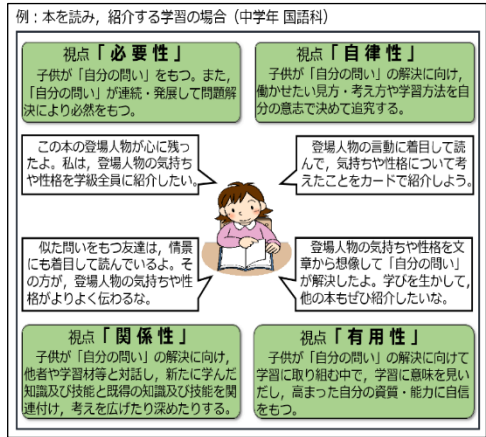 例：本を読み，紹介する学習の場合（中学年 国語科）
視点「必要性」
子供が「自分の問い」をもつ。また，
「自分の問い」が連続・発展して問題解
決により必然をもつ。
視点「自律性」
子供が「自分の問い」の解決に向け，
働かせたい見方・考え方や学習方法を自
分の意志で決めて追究する。
この本の登場人物が心に残っ
たよ。私は，登場人物の気持ち
や性格を学級全員に紹介したい。
登場人物の言動に着目して読
んで，気持ちや性格について考
えたことをカードで紹介しよう。
似た問いをもつ友達は，情景
にも着目して読んでいるよ。そ
の方が，登場人物の気持ちや性
格がよりよく伝わるな。
登場人物の気持ちや性格を文
章から想像して「自分の問い」
が解決したよ。学びを生かして，
他の本もぜひ紹介したいな。
視点「関係性」
子供が「自分の問い」の解決に向け，
他者や学習材等と対話し，新たに学んだ
知識及び技能と既得の知識及び技能を関
連付け，考えを広げたり深めたりする。
視点「有用性」
子供が「自分の問い」の解決に向けて
学習に取り組む中で，学習に意味を見い
だし，高まった自分の資質・能力に自信
をもつ。